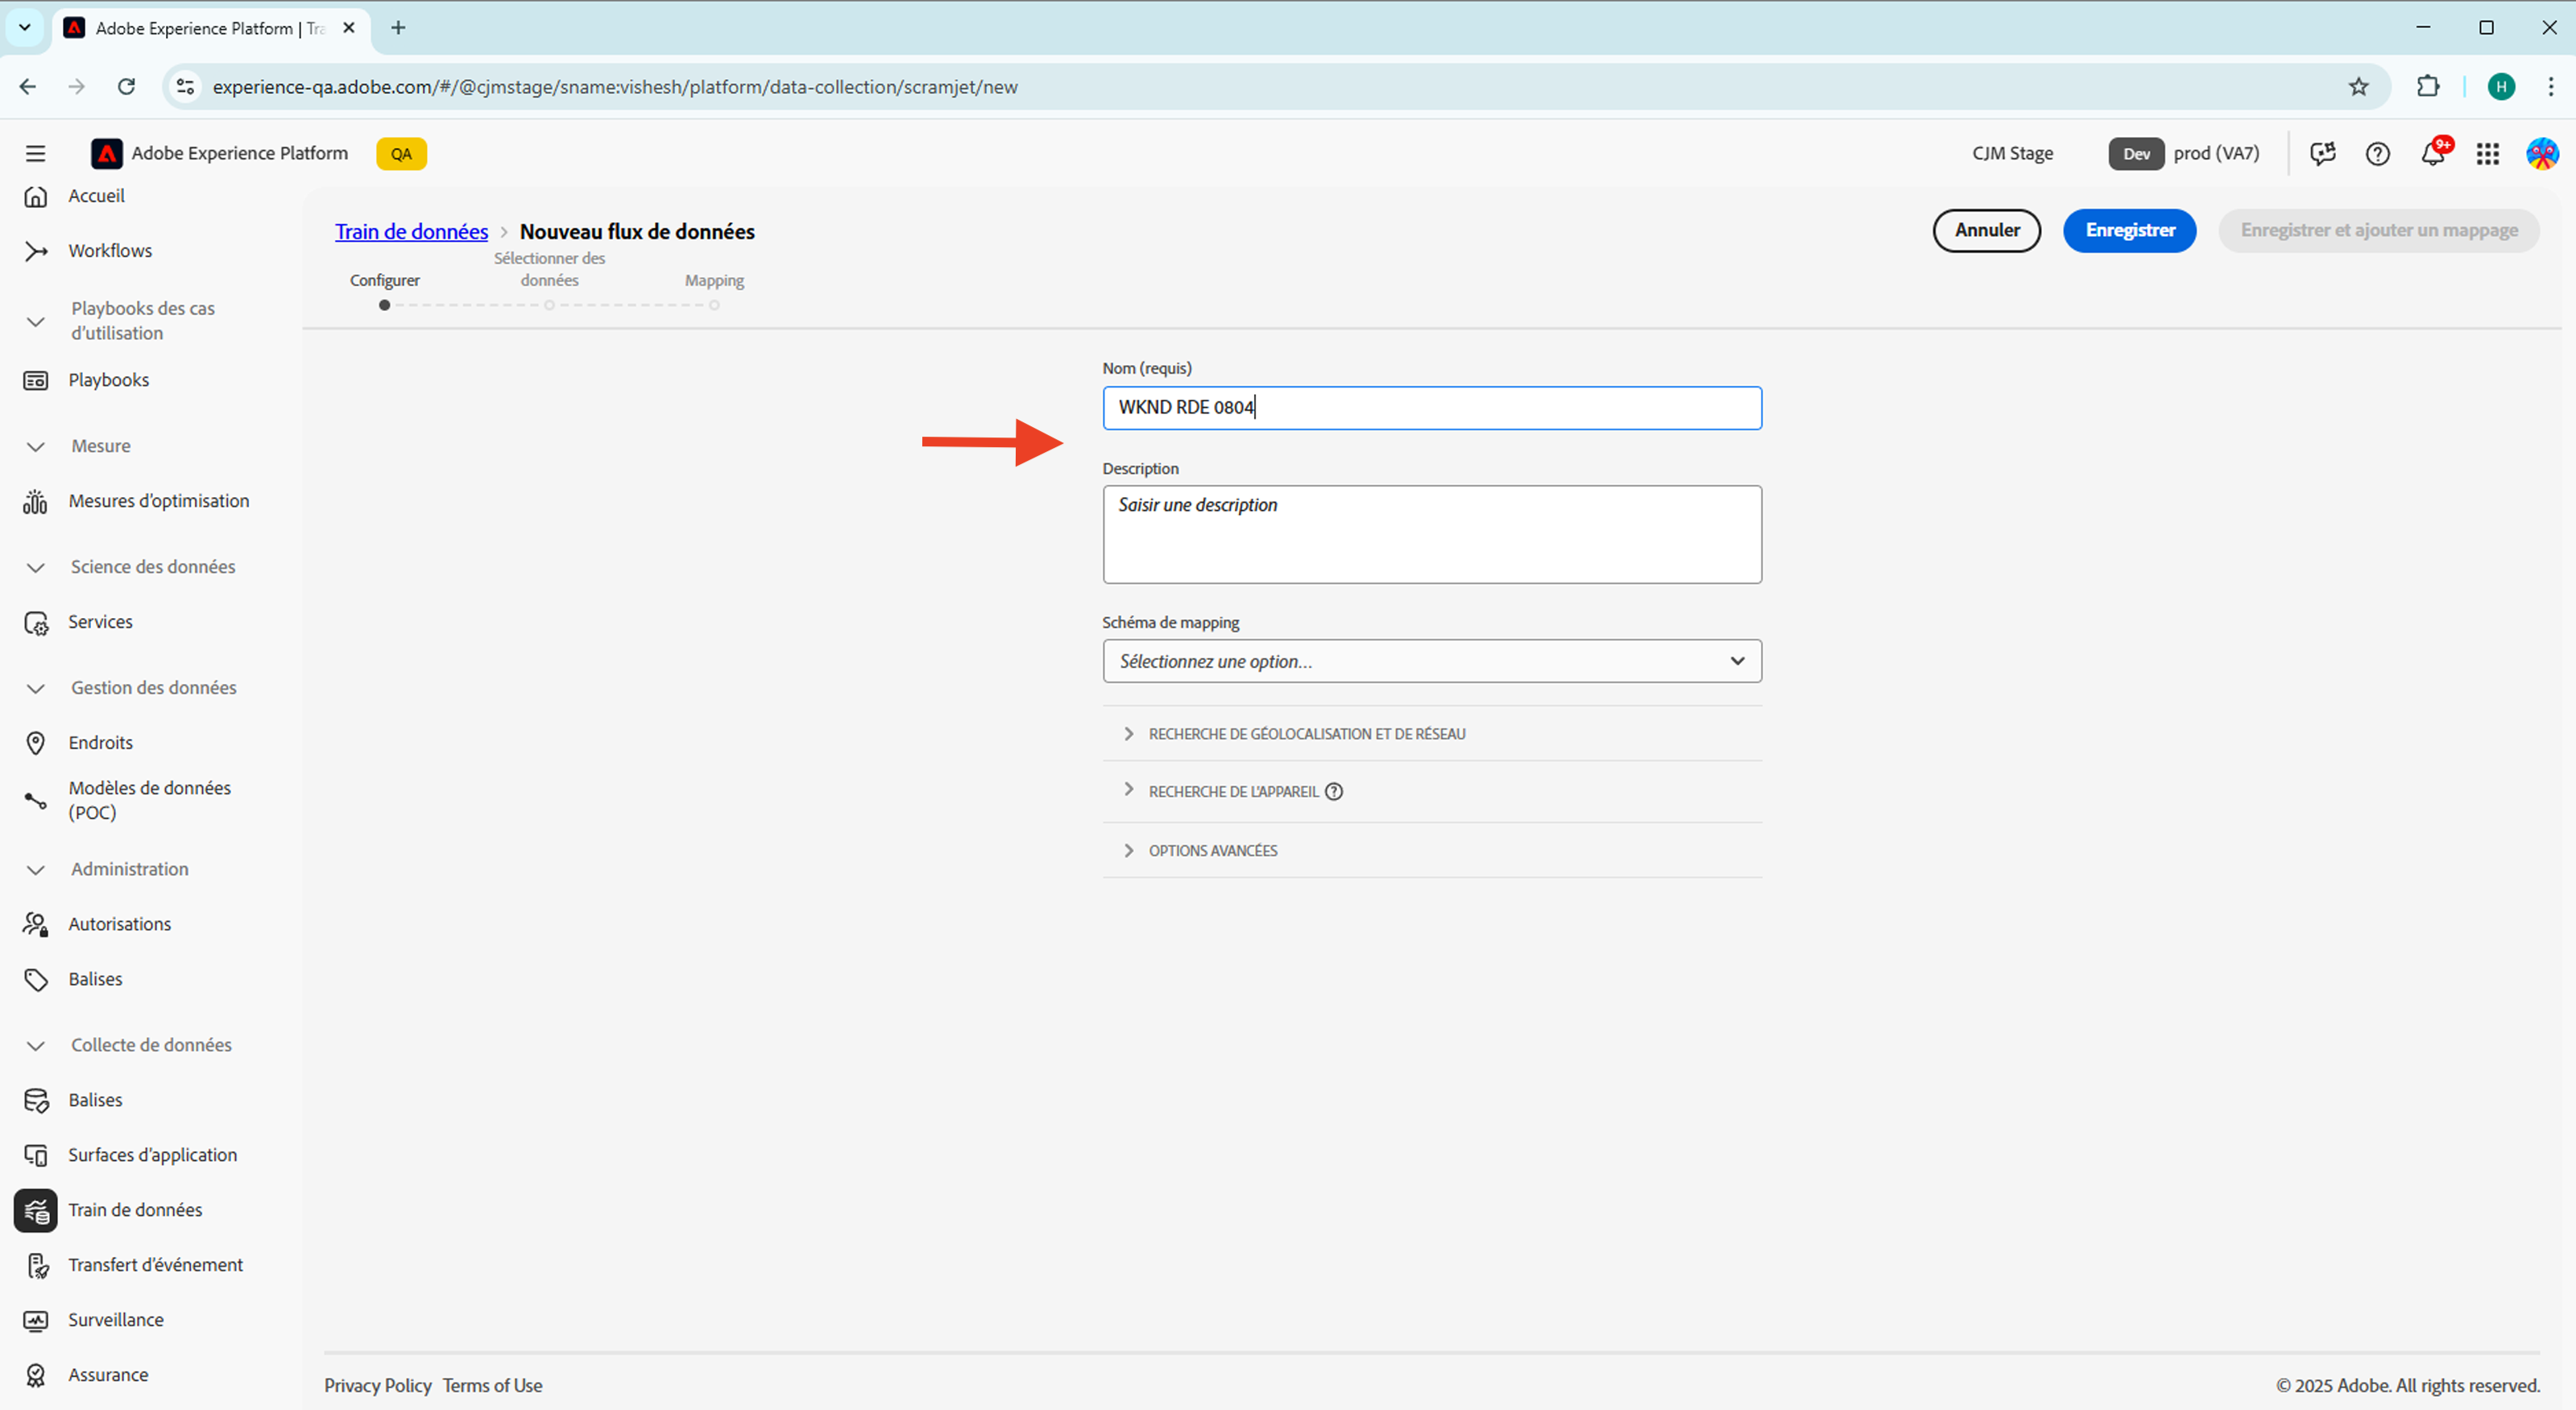 Adobe Experience Platform | Tra
experience-qa.adobe.com/#/@cjmstage/sname:vishesh/platform/data-collection/scramjet/new
H
Adobe Experience Platform
QA
CJM Stage
Dev
prod (VA7)
9+
Accueil
Workflows
Playbooks des cas
d'utilisation
Playbooks
Mesure
Mesures d'optimisation
Science des données
Services
Gestion des données
Endroits
Modèles de données
(POC)
Administration
Autorisations
Balises
Collecte de données
Balises
Surfaces d'application
Train de données
Transfert d'événement
Surveillance
Assurance
Train de données > Nouveau flux de données
Annuler
Enregistrer
Enregistrer et ajouter un mappage
Configurer
Sélectionner des
données
Mapping
Nom (requis)
WKND RDE 0804
Description
Saisir une description
Schéma de mapping
Sélectionnez une option...
RECHERCHE DE GÉOLOCALISATION ET DE RÉSEAU
RECHERCHE DE L'APPAREIL
OPTIONS AVANCÉES
Privacy Policy Terms of Use
© 2025 Adobe. All rights reserved.